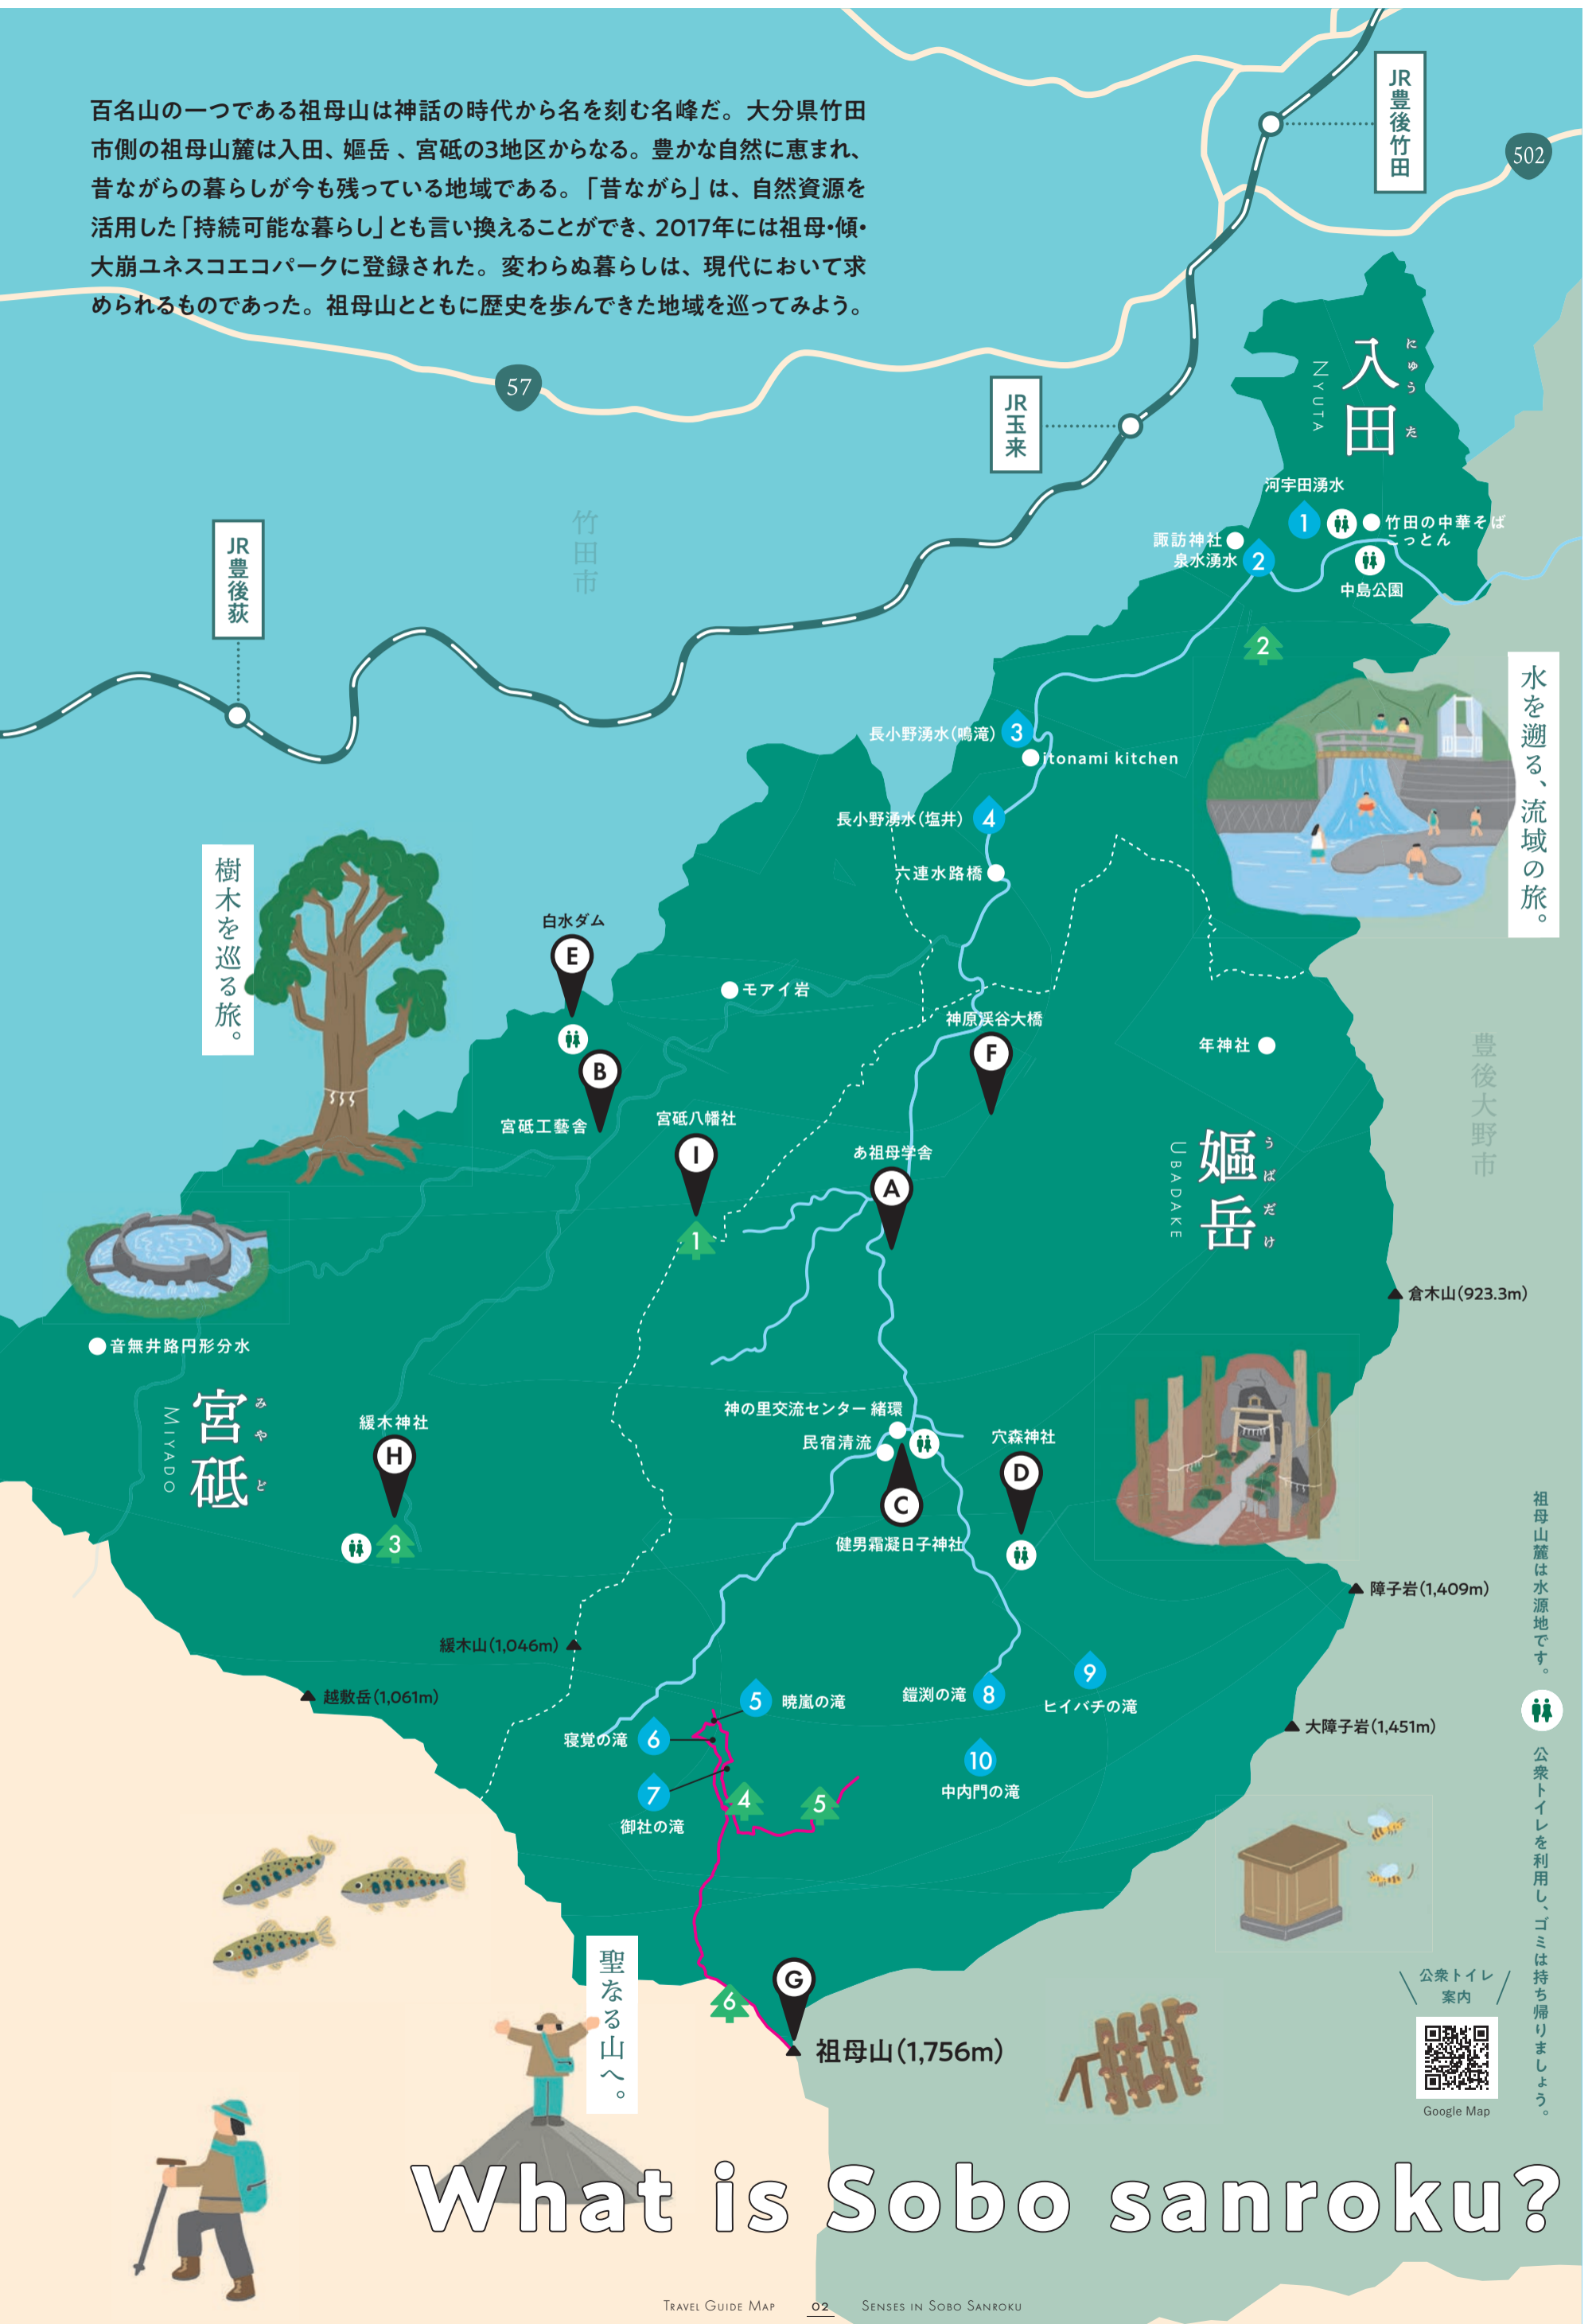 百名山の一つである祖母山は神話の時代から名を刻む名峰だ。大分県竹田
市側の祖母山麓は入田、嫗岳、宮砥の3地区からなる。豊かな自然に恵まれ、
昔ながらの暮らしが今も残っている地域である。「昔ながら」は、自然資源を
活用した「持続可能な暮らし」とも言い換えることができ、2017年には祖母・傾・
大崩ユネスコエコパークに登録された。変わらぬ暮らしは、現代において求
められるものであった。祖母山とともに歴史を歩んできた地域を巡ってみよう。
JR豊後竹田
502
57
JR玉来
JR豊後荻
竹田市
入田
にゅうた
NYUTA
河宇田湧水
1
竹田の中華そば
こっとん
諏訪神社
泉水湧水
2
中島公園
2
水を遡る、流域の旅。
長小野湧水(鳴滝)
3
itonami kitchen
長小野湧水(塩井)
4
六連水路橋
樹木を巡る旅。
白水ダム
E
モアイ岩
B
宮砥工藝舎
神原渓谷大橋
F
年神社
豊後大野市
宮砥八幡社
I
1
あ祖母学舎
A
嫗岳
うばだけ
UBADAKE
倉木山(923.3m)
音無井路円形分水
宮砥
みやど
MIYADO
緩木神社
H
3
神の里交流センター 緒環
民宿清流
C
健男霜凝日子神社
穴森神社
D
障子岩(1,409m)
緩木山(1,046m)
越敷岳(1,061m)
5
暁嵐の滝
寝覚の滝
6
7
御社の滝
鎧渕の滝
8
9
ヒイバチの滝
10
中内門の滝
大障子岩(1,451m)
4
5
6
G
祖母山(1,756m)
聖なる山へ。
祖母山麓は水源地です。
公衆トイレを利用し、ゴミは持ち帰りましょう。
公衆トイレ
案内
Google Map
What is Sobo sanroku?
TRAVEL GUIDE MAP 02 SENSES IN SOBO SANROKU